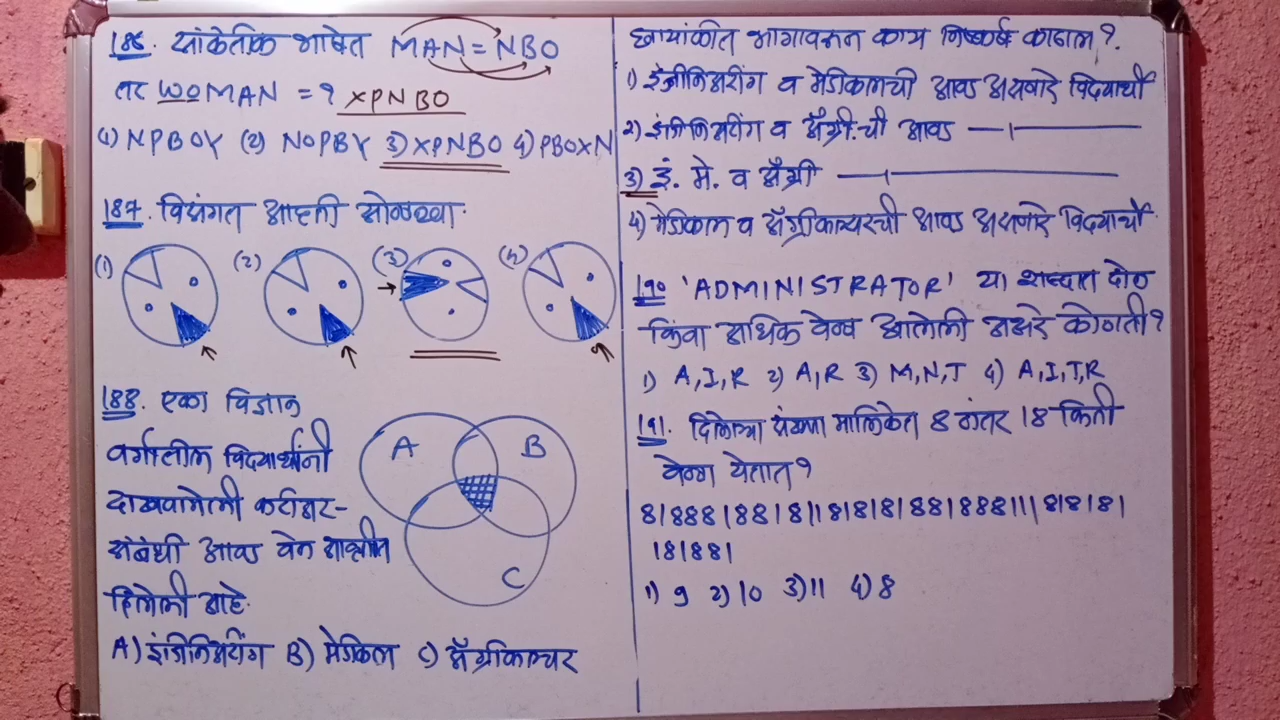 186. सांकेतीक भाषेत MAN = NBO
तर WOMAN = ? XPNBO
1) NPBOY (2) NOPBY 3) XPNBO 4) PBOXN
187. विसंगत आकृती ओळखा.
(1) (2) (3) (4)
188. एका विज्ञान
वर्गातील विद्यार्थांनी
दाखवलेली करीअर-
संबंधी आवड वेन आकृतीत
दिलेली आहे.
A B C
A) इंजिनिअरींग B) मेडिकल C) अॅग्रीकल्चर
छायांकीत भागावरून काय निष्कर्ष काढाल?
1) इंजीनिअरींग व मेडीकलची आवड असणारे विद्यार्थी
2) इंजिनिअरींग व अॅग्री.ची आवड —|—
3) इं. मे. व अॅग्री —|—
4) मेडीकल व अॅग्रीकल्चरची आवड असणारे विद्यार्थी.
190 'ADMINISTRATOR' या शब्दात दोन
किंवा अधिक वेळा आलेली अक्षरे कोणती?
1) A,I,R 2) A,R 3) M,N,T 4) A,I,T,R
191. दिलेल्या संख्या मालिकेत 8 नंतर 18 किती
वेळा येतात?
818881881811818181881888111818181
181881
1) 9 2) 10 3) 11 4) 8